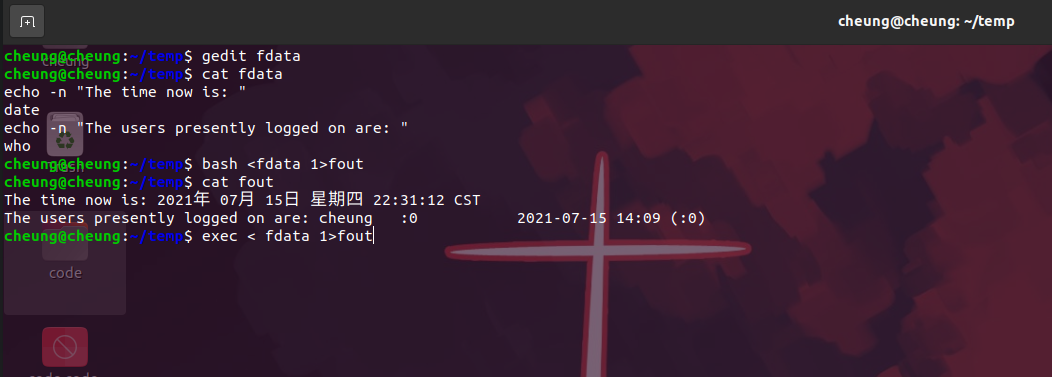 cheung@cheung: ~/temp
cheung@cheung:~/temp$ gedit fdata
cheung@cheung:~/temp$ cat fdata
echo -n "The time now is: "
date
echo -n "The users presently logged on are: "
who
cheung@cheung:~/temp$ bash <fdata 1>fout
cheung@cheung:~/temp$ cat fout
The time now is: 2021年 07月 15日 星期四 22:31:12 CST
The users presently logged on are: cheung   :0           2021-07-15 14:09 (:0)
cheung@cheung:~/temp$ exec < fdata 1>fout
cheung
Trash
code